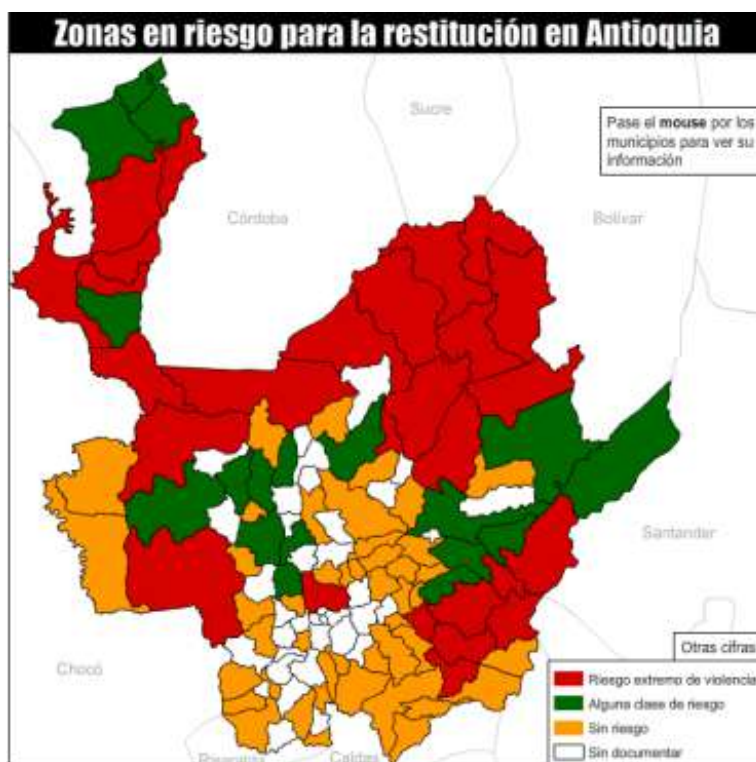 Zonas en riesgo para la restitución en Antioquia
Sucre
Pase el mouse por los
municipios para ver su
información
Córdoba
Bolívar
Santander
Chocó
Otras cifras
Riesgo extremo de violencia
Alguna clase de riesgo
Sin riesgo
Sin documentar
Caldas